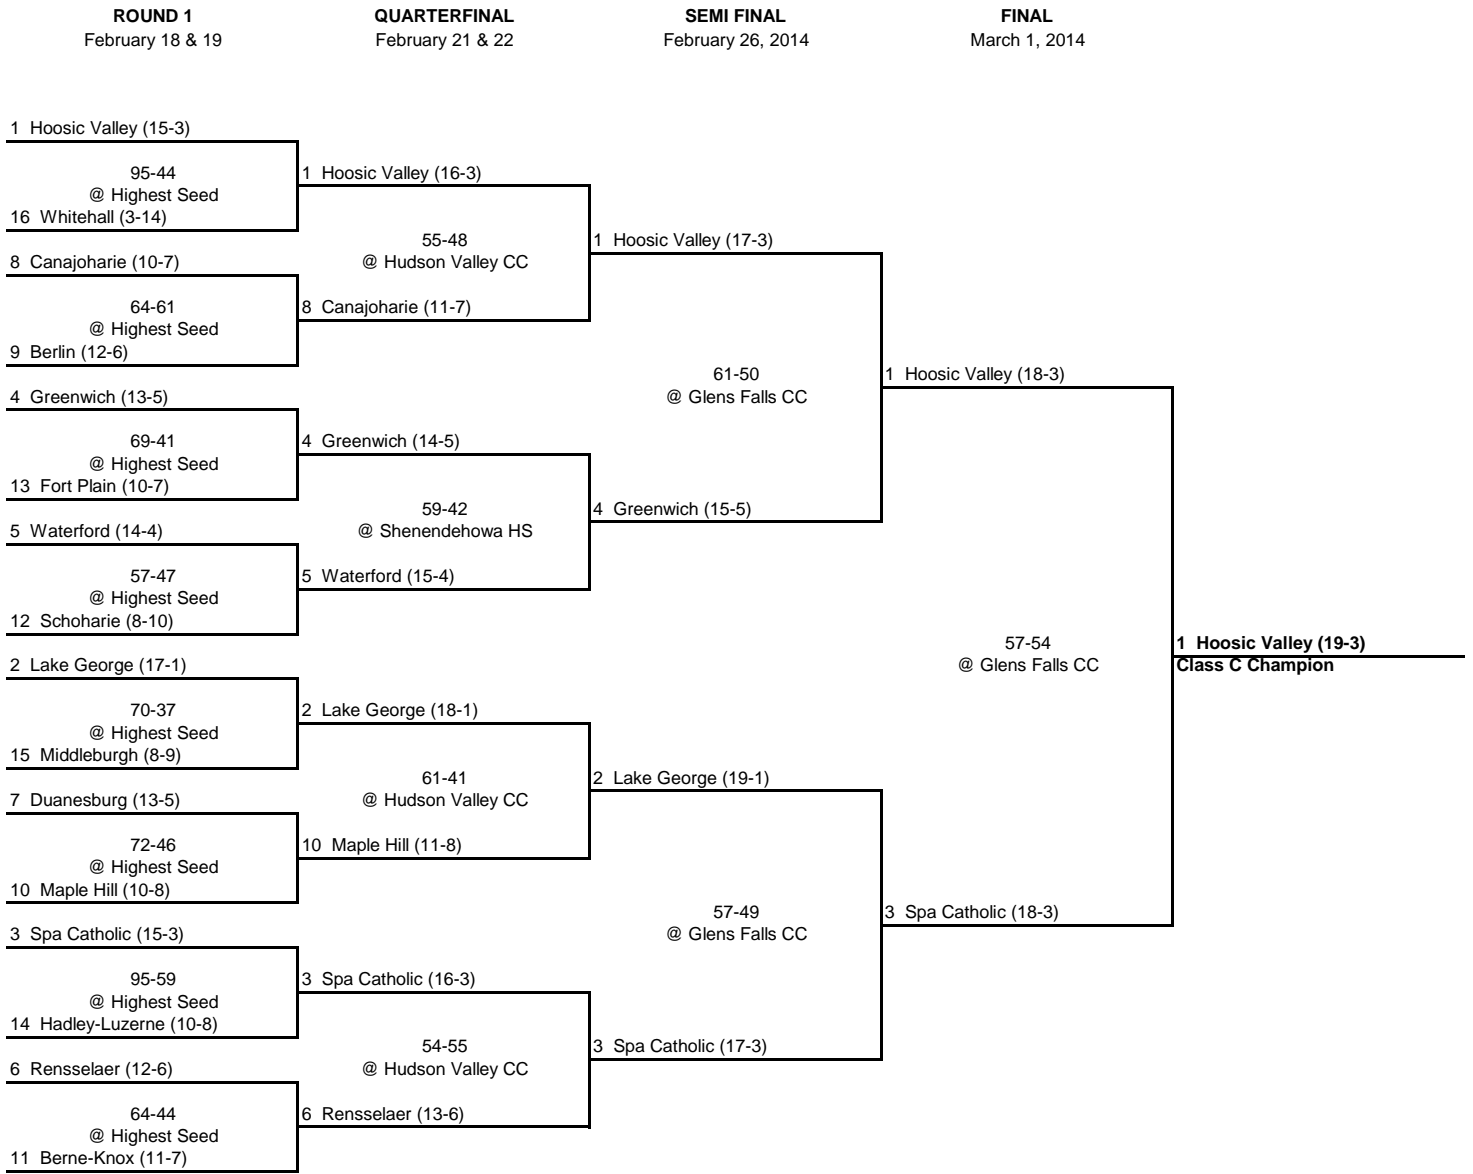 ROUND 1
February 18 & 19
QUARTERFINAL
February 21 & 22
SEMI FINAL
February 26, 2014
FINAL
March 1, 2014
1 Hoosic Valley (15-3)
95-44
@ Highest Seed
16 Whitehall (3-14)
8 Canajoharie (10-7)
64-61
@ Highest Seed
9 Berlin (12-6)
4 Greenwich (13-5)
69-41
@ Highest Seed
13 Fort Plain (10-7)
5 Waterford (14-4)
57-47
@ Highest Seed
12 Schoharie (8-10)
2 Lake George (17-1)
70-37
@ Highest Seed
15 Middleburgh (8-9)
7 Duanesburg (13-5)
72-46
@ Highest Seed
10 Maple Hill (10-8)
3 Spa Catholic (15-3)
95-59
@ Highest Seed
14 Hadley-Luzerne (10-8)
6 Rensselaer (12-6)
64-44
@ Highest Seed
11 Berne-Knox (11-7)
1 Hoosic Valley (16-3)
55-48
@ Hudson Valley CC
8 Canajoharie (11-7)
4 Greenwich (14-5)
59-42
@ Shenendehowa HS
5 Waterford (15-4)
2 Lake George (18-1)
61-41
@ Hudson Valley CC
10 Maple Hill (11-8)
3 Spa Catholic (16-3)
54-55
@ Hudson Valley CC
6 Rensselaer (13-6)
1 Hoosic Valley (17-3)
61-50
@ Glens Falls CC
4 Greenwich (15-5)
2 Lake George (19-1)
57-49
@ Glens Falls CC
3 Spa Catholic (17-3)
1 Hoosic Valley (18-3)
57-54
@ Glens Falls CC
3 Spa Catholic (18-3)
1 Hoosic Valley (19-3)
Class C Champion